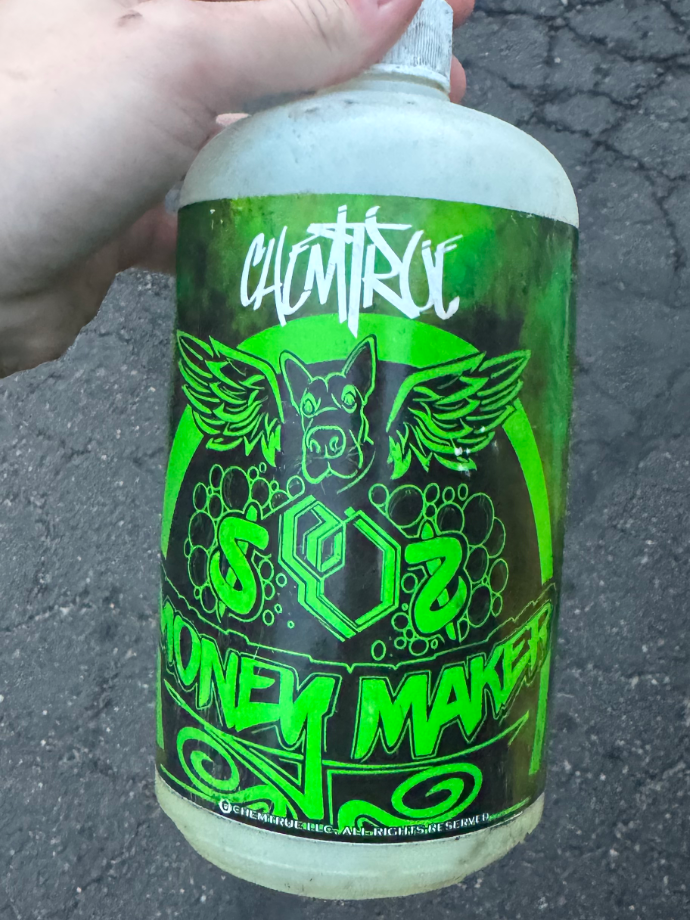 CHEMTRUE
MONEY MAKER
© CHEMTRUE LLC. ALL RIGHTS RESERVED